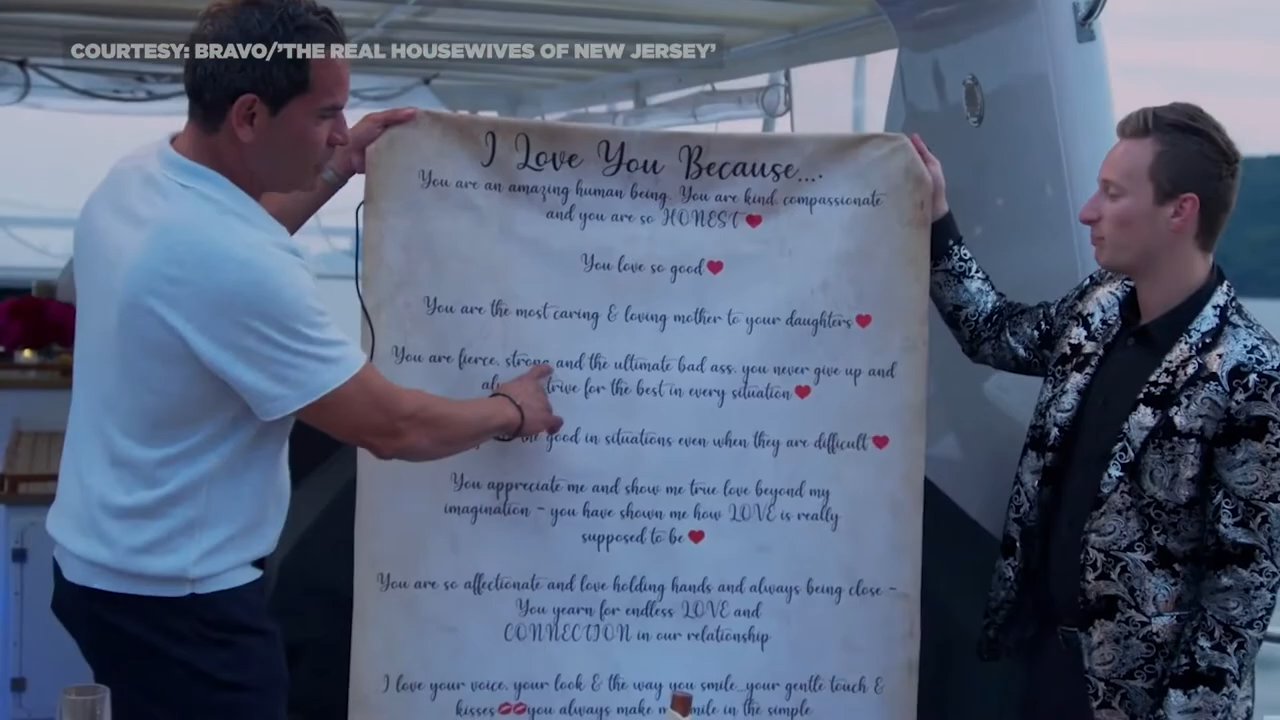 COURTESY: BRAVO/'THE REAL HOUSEWIVES OF NEW JERSEY'
I Love You Because....
You are an amazing human being. You are kind, compassionate
and you are so HONEST❤
You love so good❤
You are the most caring & loving mother to your daughters❤
You are fierce, strong and the ultimate bad ass, you never give up and
for the best in every situation❤
good in situations even when they are difficult❤
You appreciate me and show me true love beyond my
imagination - you have shown me how LOVE is really
supposed to be❤
You are so affectionate and love holding hands and always being close -
You yearn for endless LOVE and
CONNECTION in our relationship
I love your voice, your look & the way you smile...your gentle touch &
kisses💋💋you always make in the simple